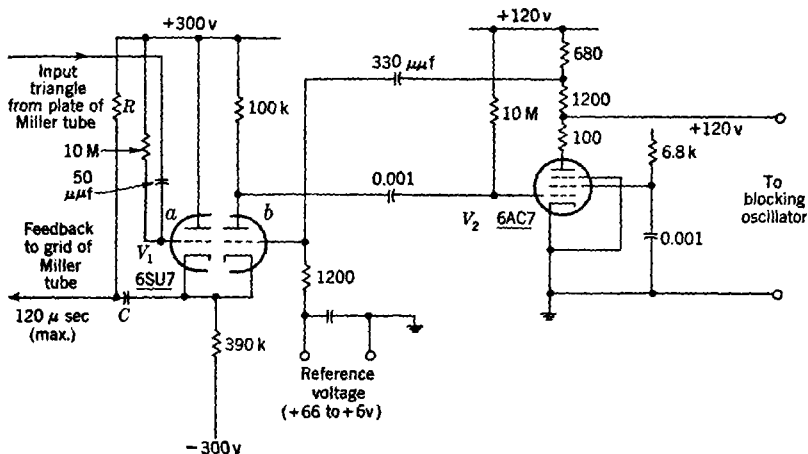 +300v
+120v
Input
triangle
from plate of
Miller tube
R
10 M
50
μμf
100 k
330 μμf
680
1200
100
10 M
+120v
6.8 k
0.001
0.001
To
blocking
oscillator
Feedback
to grid of
Miller
tube
a
b
V1
6SU7
V2
6AC7
1200
120 μ sec
(max.)
C
390 k
Reference
voltage
(+66 to +6v)
−300v